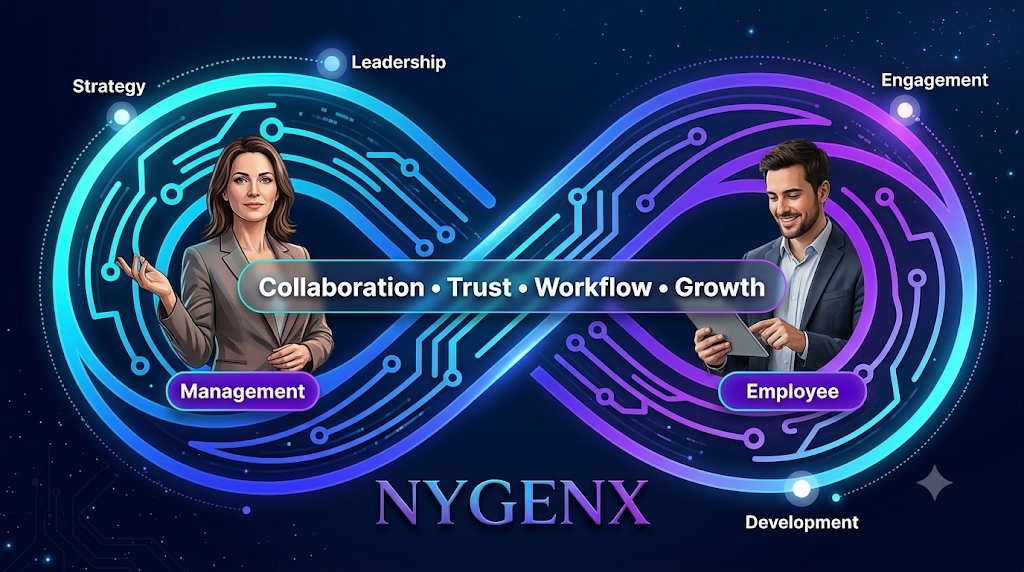 Leadership
Strategy
Engagement
Collaboration • Trust • Workflow • Growth
Management
Employee
NYGENX
Development